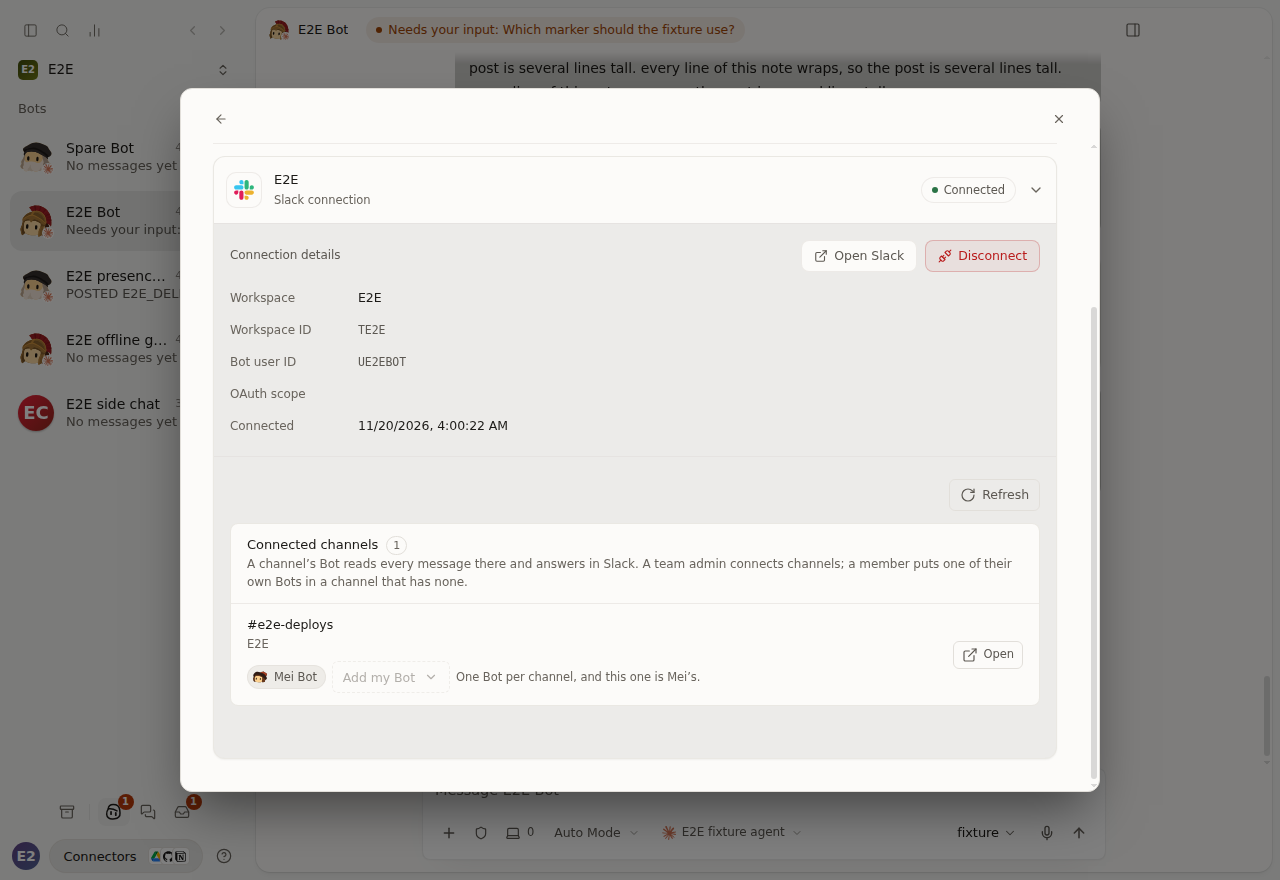 E2E Bot
Needs your input: Which marker should the fixture use?
E2 E2E
post is several lines tall. every line of this note wraps, so the post is several lines tall.
Bots
Spare Bot
No messages yet
E2E Bot
Needs your input:
E2E presenc…
POSTED E2E_DEL
E2E offline g…
No messages yet
EC
E2E side chat
No messages yet
E2E
Slack connection
Connected
Connection details
Open Slack
Disconnect
Workspace E2E
Workspace ID TE2E
Bot user ID UE2EBOT
OAuth scope
Connected 11/20/2026, 4:00:22 AM
Refresh
Connected channels 1
A channel’s Bot reads every message there and answers in Slack. A team admin connects channels; a member puts one of their
own Bots in a channel that has none.
#e2e-deploys
E2E
Open
Mei Bot
Add my Bot
One Bot per channel, and this one is Mei’s.
Message E2E Bot
1
1
0
Auto Mode
E2E fixture agent
fixture
E2
Connectors